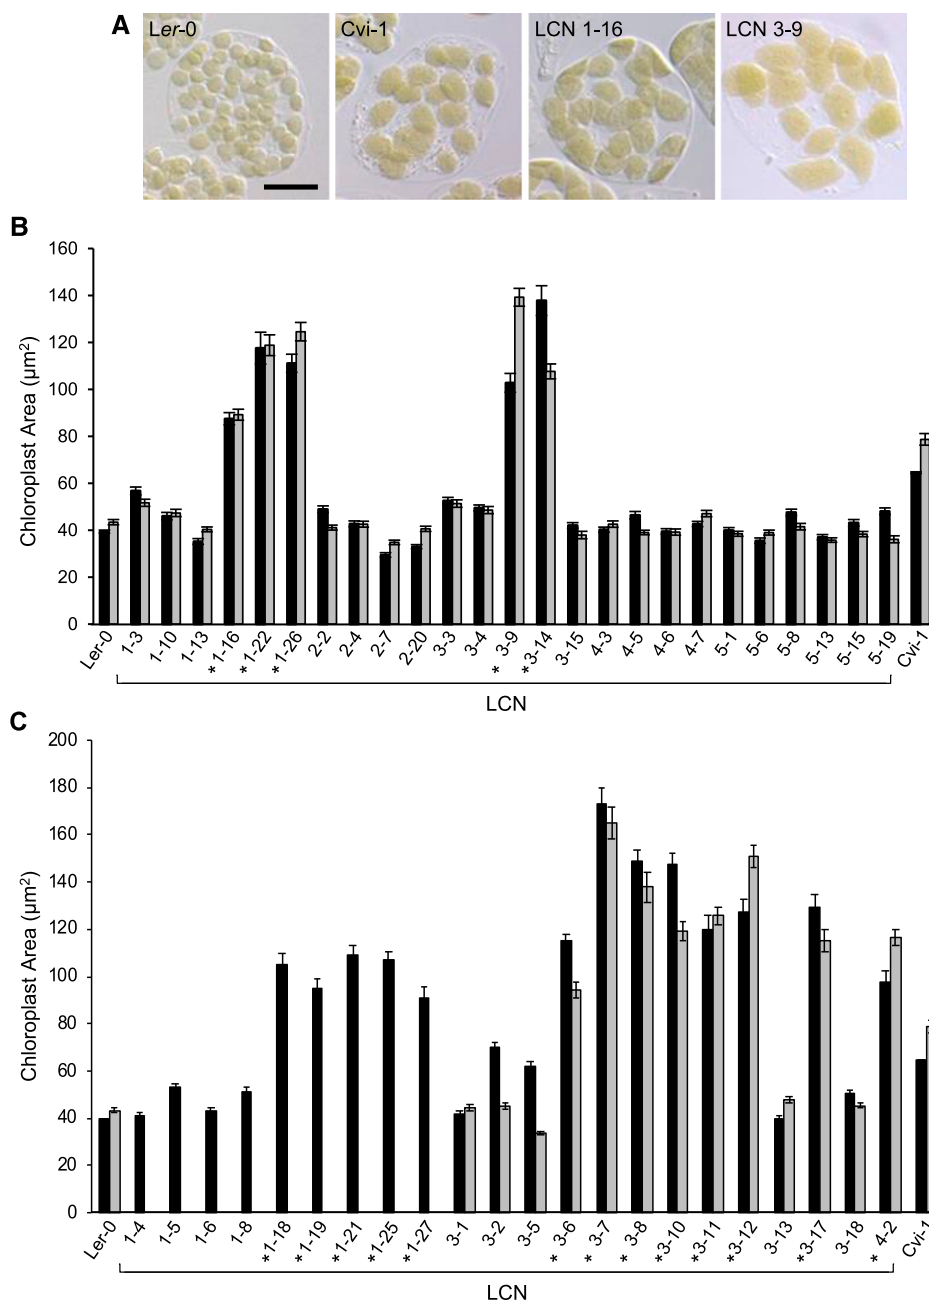 A Ler-0 Cvi-1 LCN 1-16 LCN 3-9
B
160
140
120
100
80
60
40
20
0
Chloroplast Area (µm²)
Ler-0 1-3 1-10 1-13 *1-16 *1-22 *1-26 2-2 2-4 2-7 2-20 3-3 3-4 * 3-9 *3-14 3-15 4-3 4-5 4-6 4-7 5-1 5-6 5-8 5-13 5-15 5-19 Cvi-1
LCN
C
200
180
160
140
120
100
80
60
40
20
0
Chloroplast Area (µm²)
Ler-0 1-4 1-5 1-6 1-8 *1-18 *1-19 *1-21 *1-25 *1-27 3-1 3-2 3-5 * 3-6 * 3-7 * 3-8 *3-10 *3-11 *3-12 3-13 *3-17 3-18 * 4-2 Cvi-1
LCN